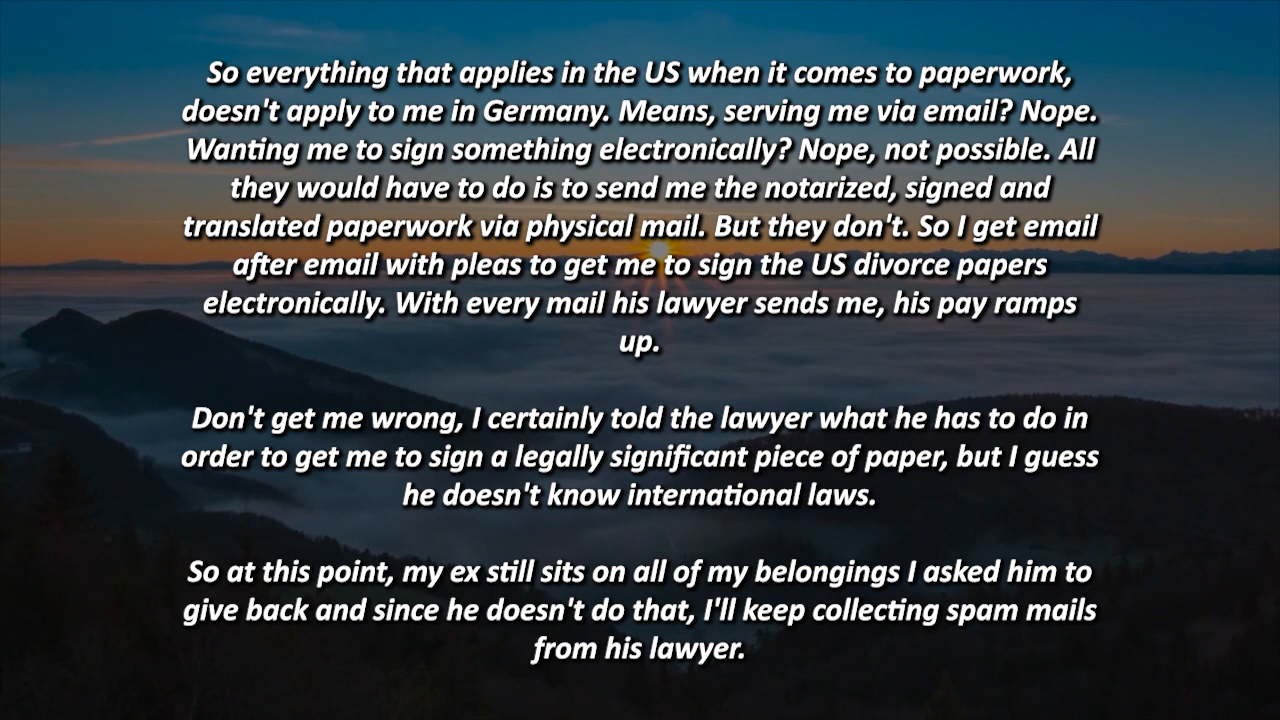 So everything that applies in the US when it comes to paperwork,
doesn't apply to me in Germany. Means, serving me via email? Nope.
Wanting me to sign something electronically? Nope, not possible. All
they would have to do is to send me the notarized, signed and
translated paperwork via physical mail. But they don't. So I get email
after email with pleas to get me to sign the US divorce papers
electronically. With every mail his lawyer sends me, his pay ramps
up.
Don't get me wrong, I certainly told the lawyer what he has to do in
order to get me to sign a legally significant piece of paper, but I guess
he doesn't know international laws.
So at this point, my ex still sits on all of my belongings I asked him to
give back and since he doesn't do that, I'll keep collecting spam mails
from his lawyer.